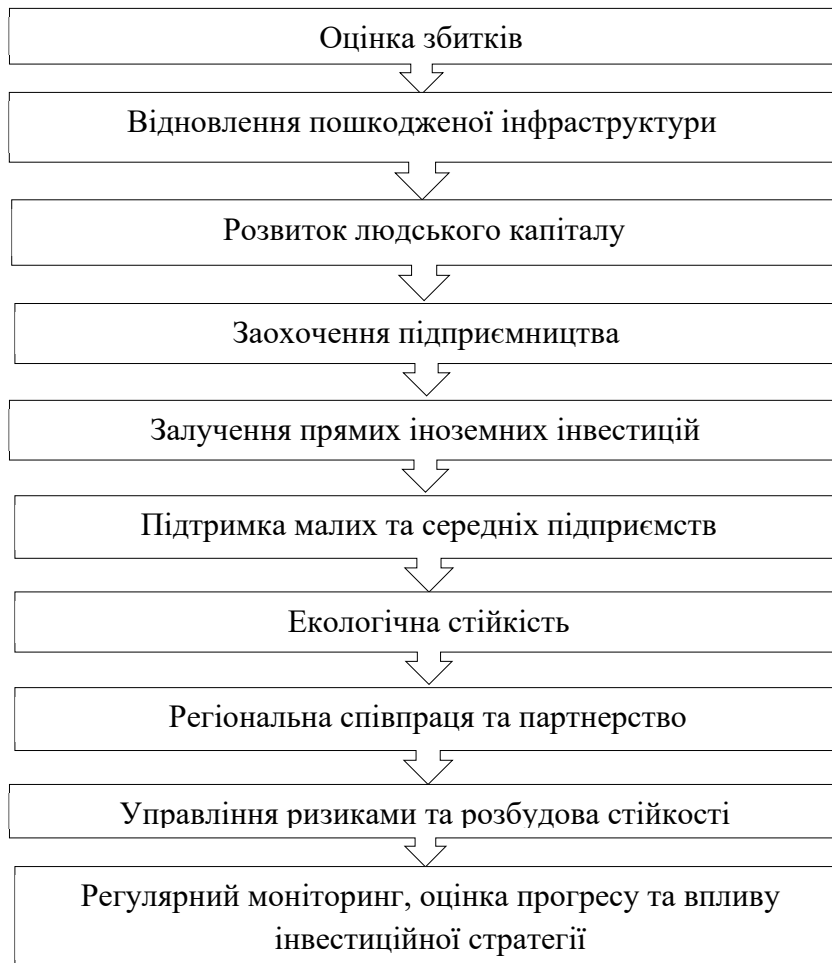 Оцінка збитків
Відновлення пошкодженої інфраструктури
Розвиток людського капіталу
Заохочення підприємництва
Залучення прямих іноземних інвестицій
Підтримка малих та середніх підприємств
Екологічна стійкість
Регіональна співпраця та партнерство
Управління ризиками та розбудова стійкості
Регулярний моніторинг, оцінка прогресу та впливу
інвестиційної стратегії